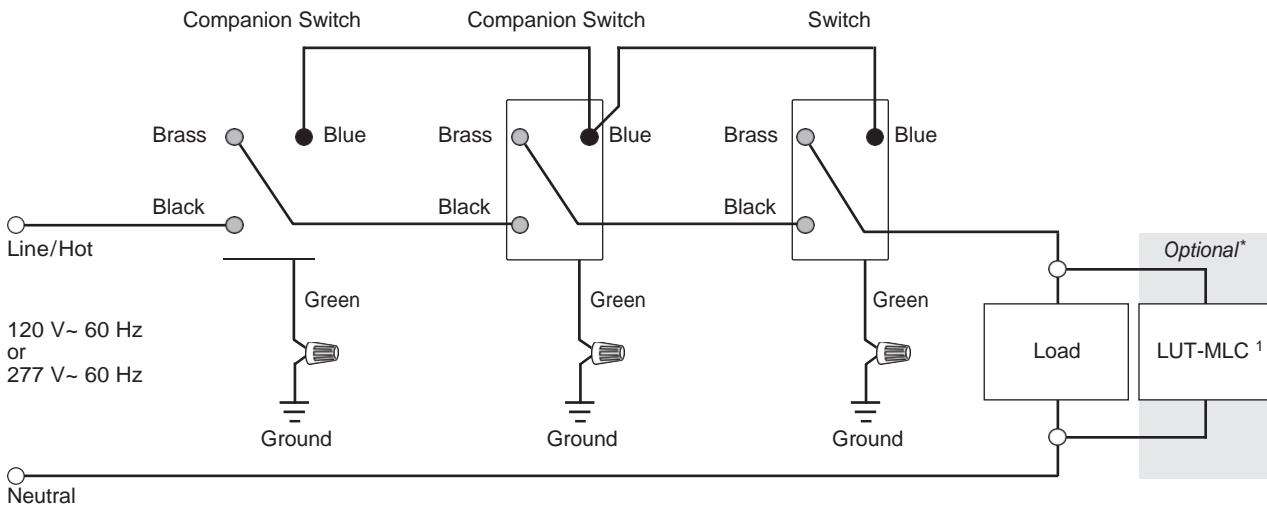 Companion Switch
Companion Switch
Switch
Brass
Blue
Brass
Blue
Brass
Blue
Black
Black
Black
Line/Hot
Optional*
Green
Green
Green
120 V~ 60 Hz
or
277 V~ 60 Hz
Load
LUT-MLC 1
Ground
Ground
Ground
Neutral